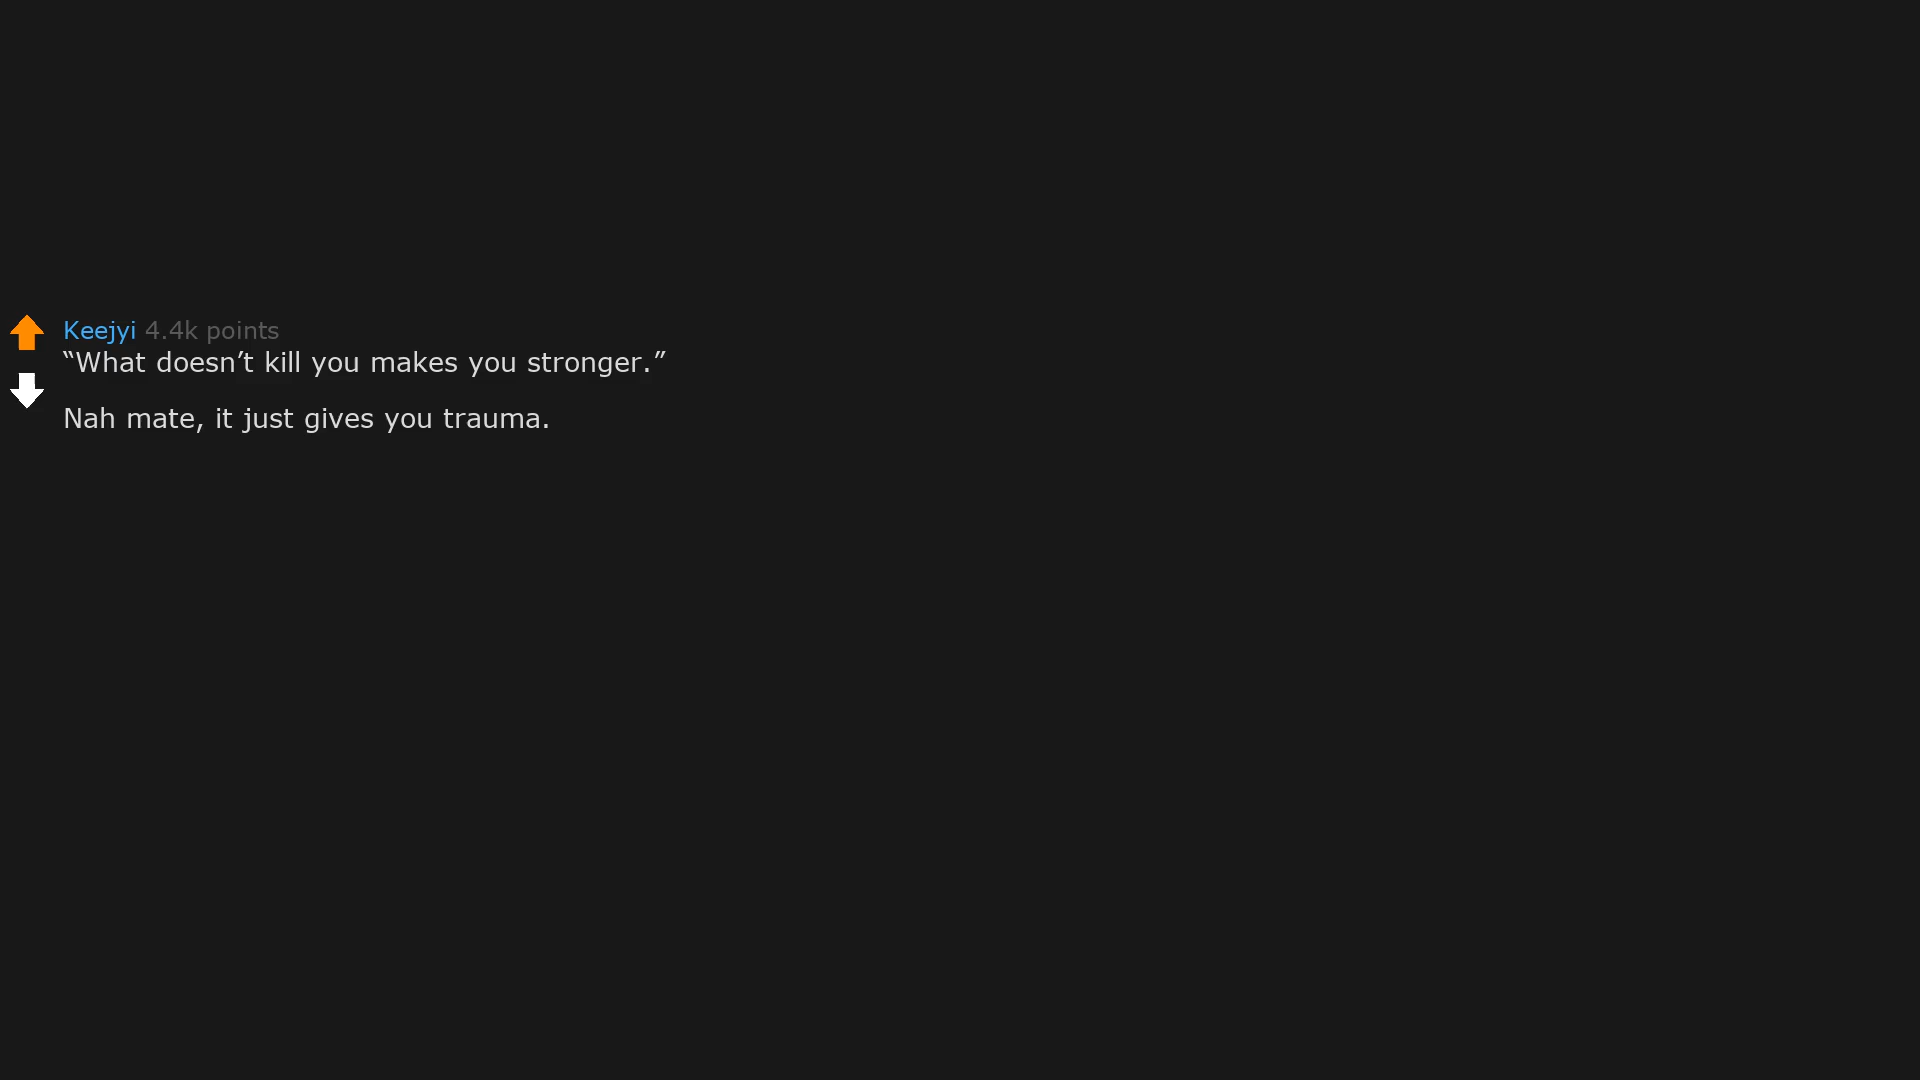 Keejyi 4.4k points
“What doesn’t kill you makes you stronger.”
Nah mate, it just gives you trauma.